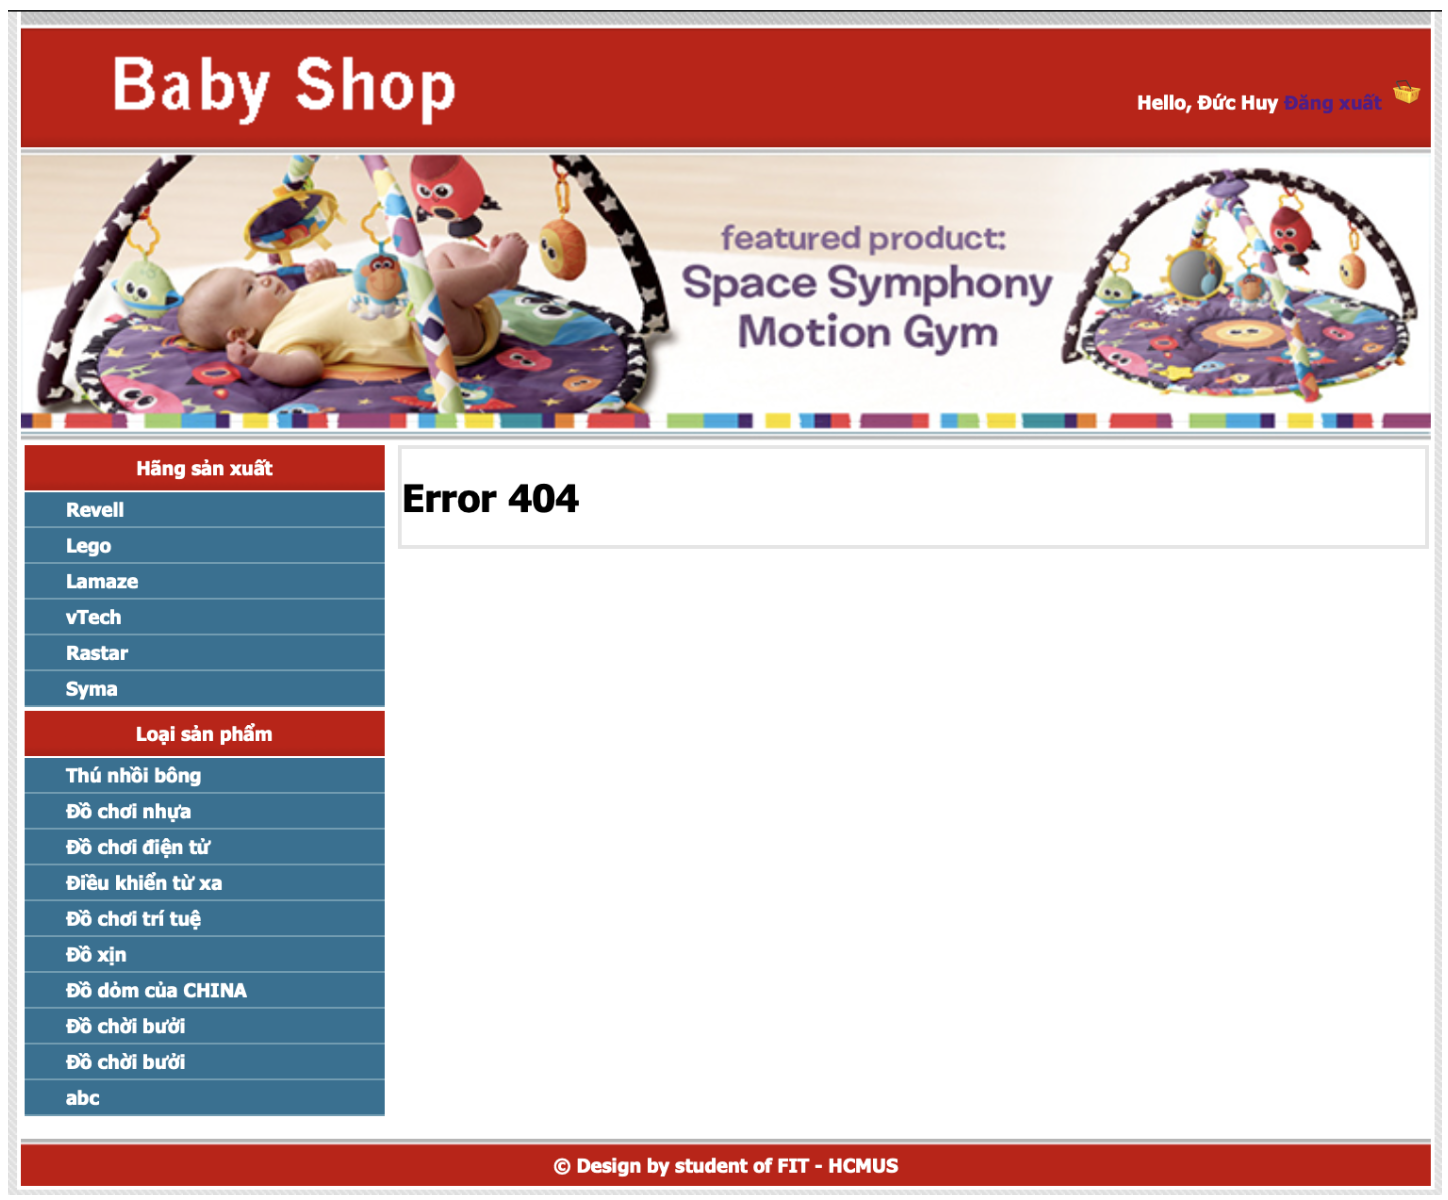 Baby Shop
Hello, Đức Huy Đăng xuất
featured product:
Space Symphony
Motion Gym
Hãng sản xuất
Revell
Lego
Lamaze
vTech
Rastar
Syma
Loại sản phẩm
Thú nhồi bông
Đồ chơi nhựa
Đồ chơi điện tử
Điều khiển từ xa
Đồ chơi trí tuệ
Đồ xịn
Đồ dỏm của CHINA
Đồ chời bưởi
Đồ chời bưởi
abc
Error 404
© Design by student of FIT - HCMUS